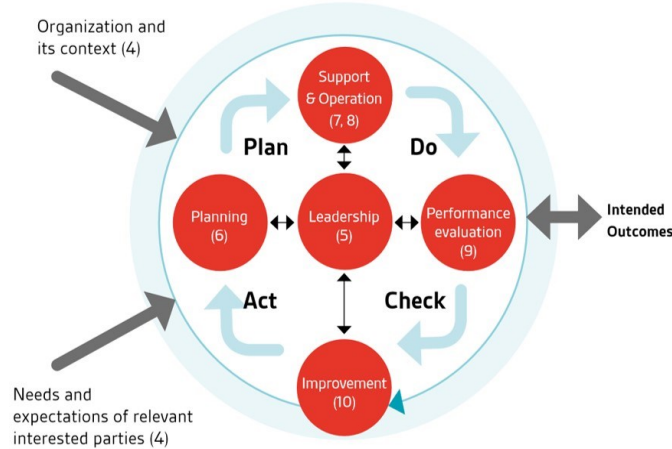 Organization and
its context (4)
Support
& Operation
(7, 8)
Plan
Do
Planning
(6)
Leadership
(5)
Performance
evaluation
(9)
Intended
Outcomes
Act
Check
Improvement
(10)
Needs and
expectations of relevant
interested parties (4)